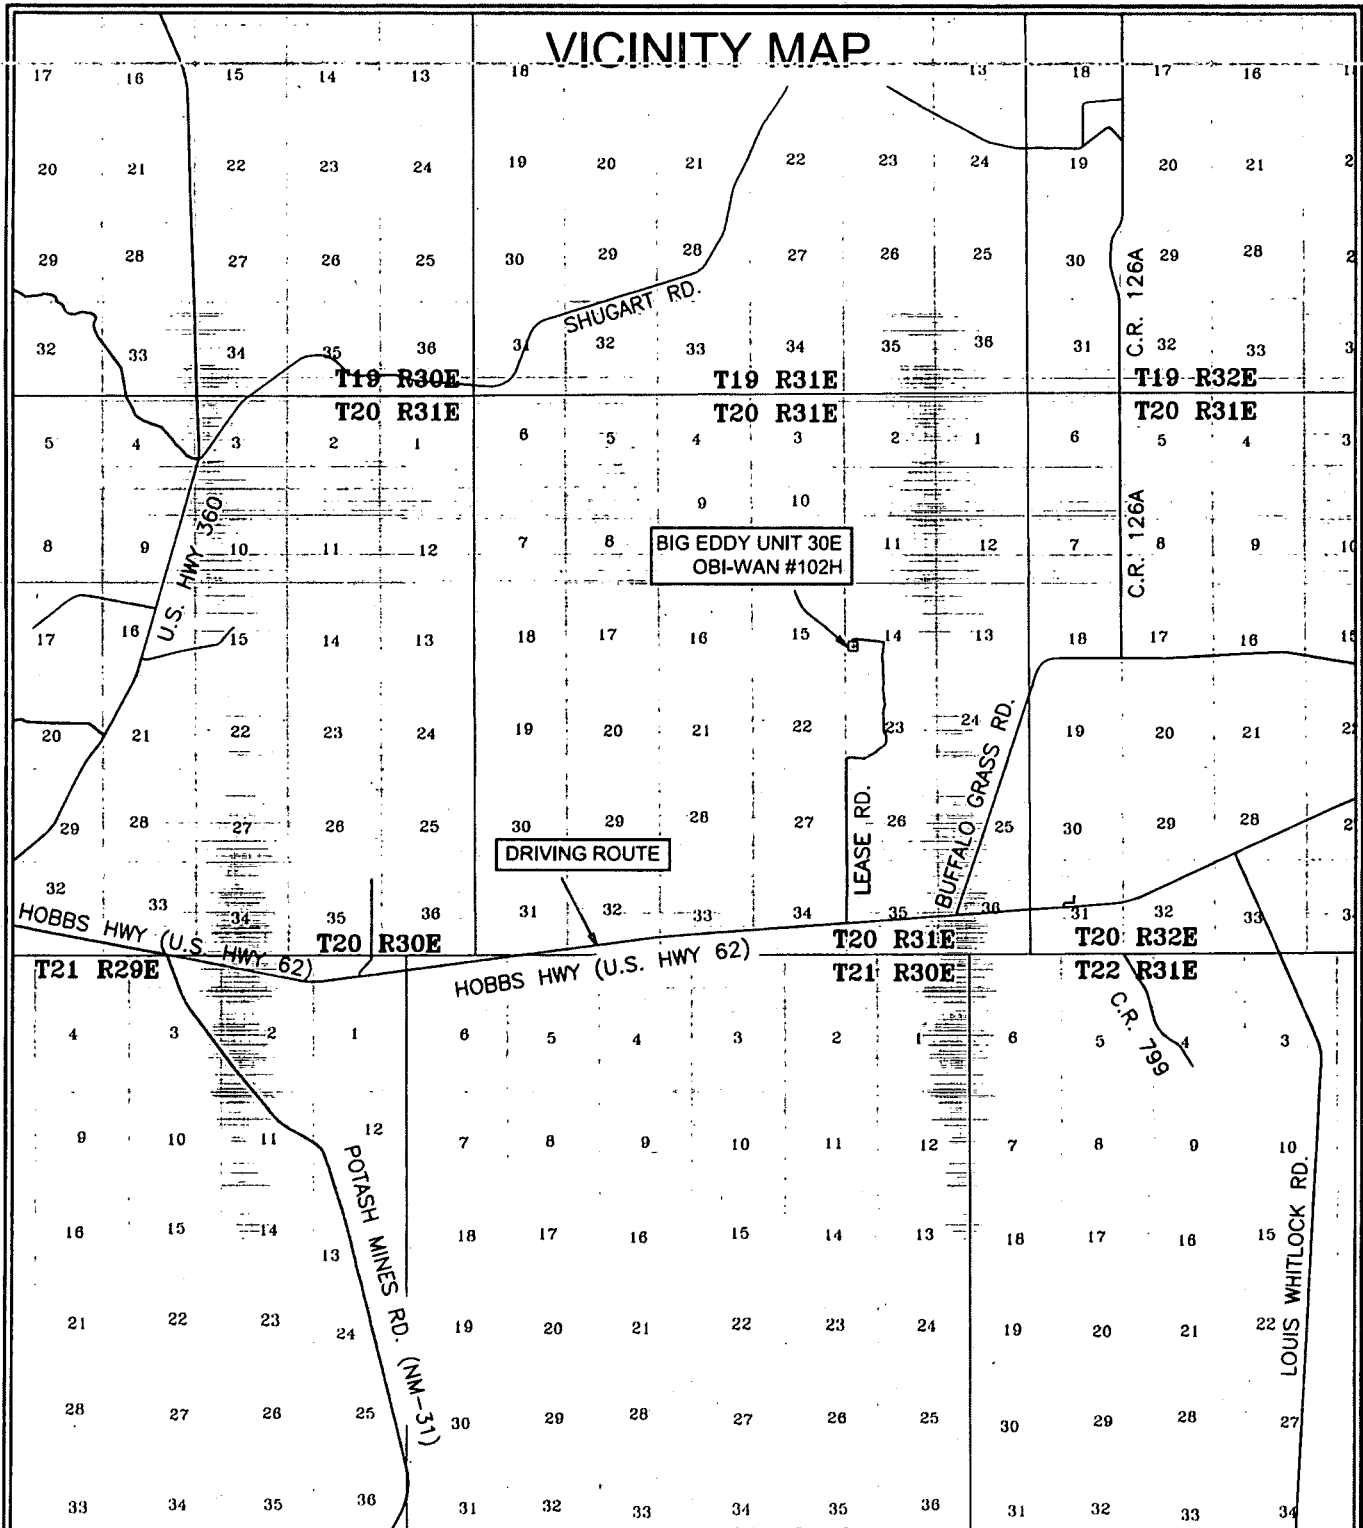 VICINITY MAP
17 16 15 14 13 18 13 18 17 16
20 21 22 23 24 19 20 21 22 23 24 19 20 21
29 28 27 26 25 30 29 28 27 26 25 30 29 28
C.R. 126A
SHUGART RD.
32 33 34 35 36 31 32 33 34 35 36 31 32 33
T19 R30E T19 R31E T19 R32E
T20 R31E T20 R31E T20 R31E
5 4 3 2 1 6 5 4 3 2 1 6 5 4 3
9 10
U.S. HWY 360
C.R. 126A
8 9 10 11 12 7 8 11 12 7 8 9 10
BIG EDDY UNIT 30E
OBI-WAN #102H
17 16 15 14 13 18 17 16 15 14 13 18 17 16 15
20 21 22 23 24 19 20 21 22 23 24 19 20 21
BUFFALO GRASS RD.
LEASE RD.
29 28 27 26 25 30 29 28 27 26 25 30 29 28
DRIVING ROUTE
32 33 34 35 36 31 32 33 34 35 36 31 32 33
HOBBS HWY (U.S. HWY 62)
T20 R30E T20 R31E T20 R32E
T21 R29E T21 R30E T22 R31E
HOBBS HWY (U.S. HWY 62)
C.R. 799
4 3 2 1 6 5 4 3 2 1 6 5 4 3
9 10 11 12 7 8 9 10 11 12 7 8 9 10
POTASH MINES RD. (NM-31)
LOUIS WHITLOCK RD.
16 15 14 13 18 17 16 15 14 13 18 17 16 15
21 22 23 24 19 20 21 22 23 24 19 20 21 22
28 27 26 25 30 29 28 27 26 25 30 29 28 27
33 34 35 36 31 32 33 34 35 36 31 32 33 34